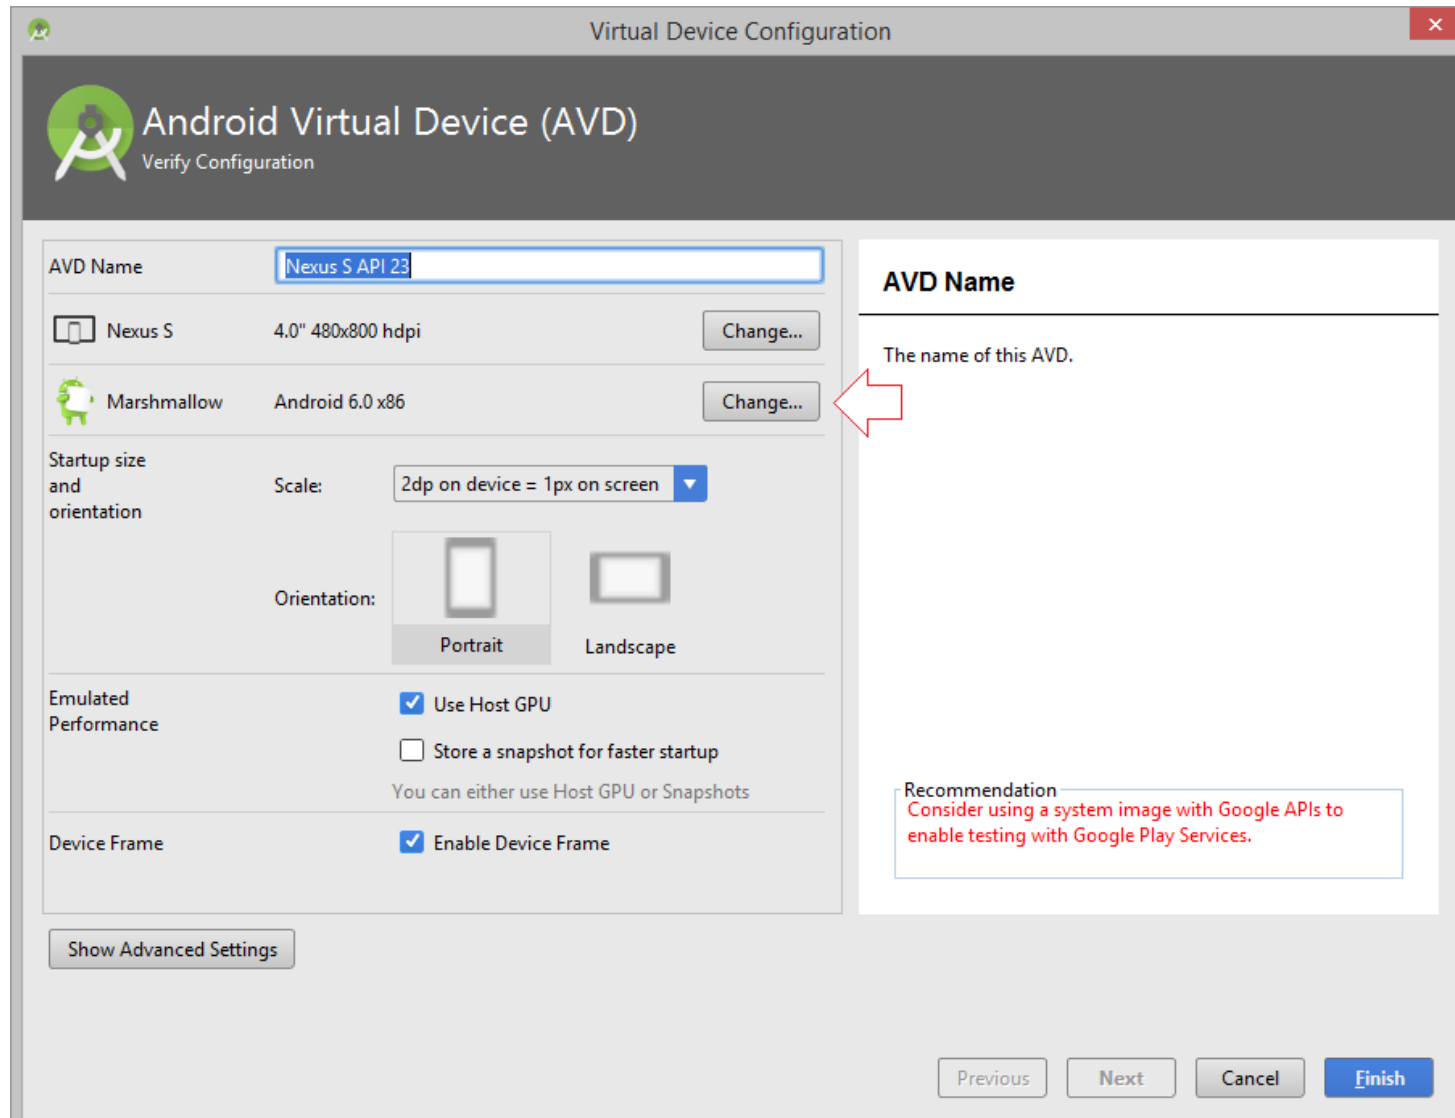 Virtual Device Configuration
Android Virtual Device (AVD)
Verify Configuration
AVD Name
Nexus S API 23
Nexus S
4.0" 480x800 hdpi
Change...
Marshmallow
Android 6.0 x86
Change...
Startup size
and
orientation
Scale:
2dp on device = 1px on screen
Orientation:
Portrait
Landscape
Emulated
Performance
Use Host GPU
Store a snapshot for faster startup
You can either use Host GPU or Snapshots
Device Frame
Enable Device Frame
Show Advanced Settings
AVD Name
The name of this AVD.
Recommendation
Consider using a system image with Google APIs to
enable testing with Google Play Services.
Previous
Next
Cancel
Finish